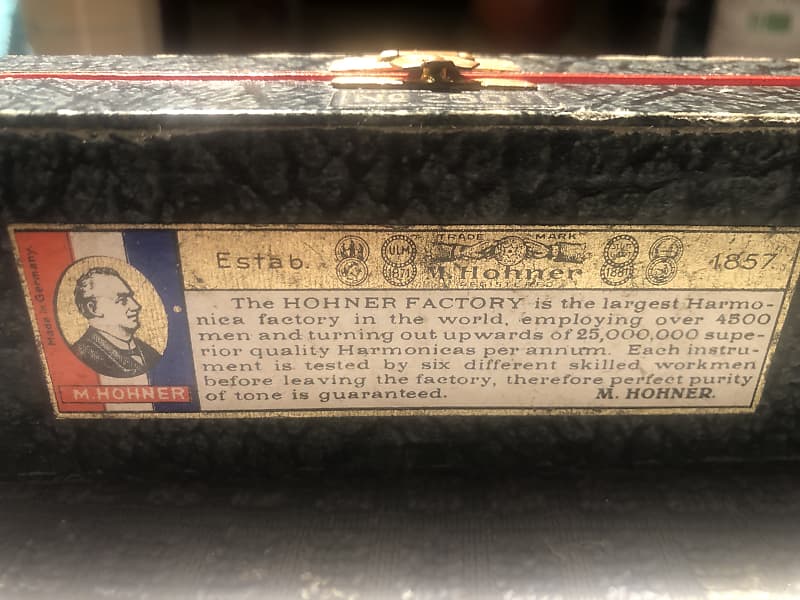 Made in Germany.
M. HOHNER
Estab.
ULM
1871
TRADE MARK
M. Hohner
REGISTERED
1857
The HOHNER FACTORY is the largest Harmo-
nica factory in the world, employing over 4500
men and turning out upwards of 25,000,000 supe-
rior quality Harmonicas per annum. Each instru-
ment is tested by six different skilled workmen
before leaving the factory, therefore perfect purity
of tone is guaranteed. M. HOHNER.